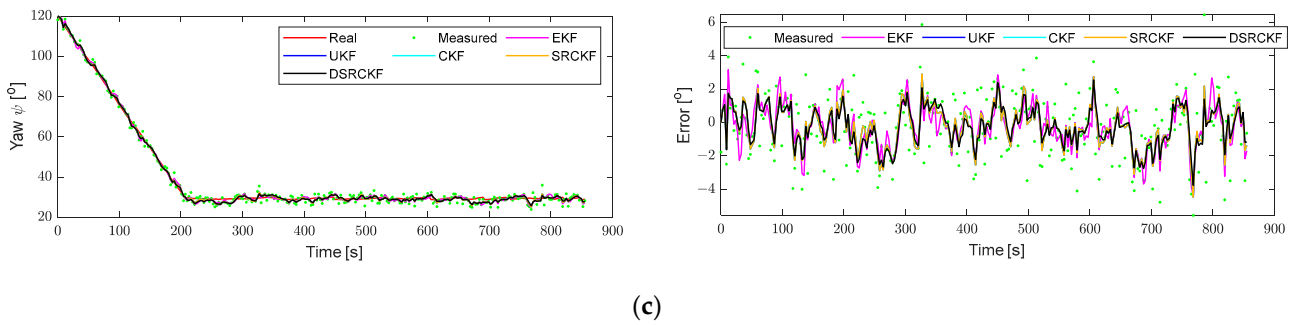 120
100
80
60
40
20
Yaw ψ [°]
Real Measured EKF
UKF CKF SRCKF
DSRCKF
0 100 200 300 400 500 600 700 800 900
Time [s]
6
4
2
0
-2
-4
Error [°]
Measured EKF UKF CKF SRCKF DSRCKF
0 100 200 300 400 500 600 700 800 900
Time [s]
(c)